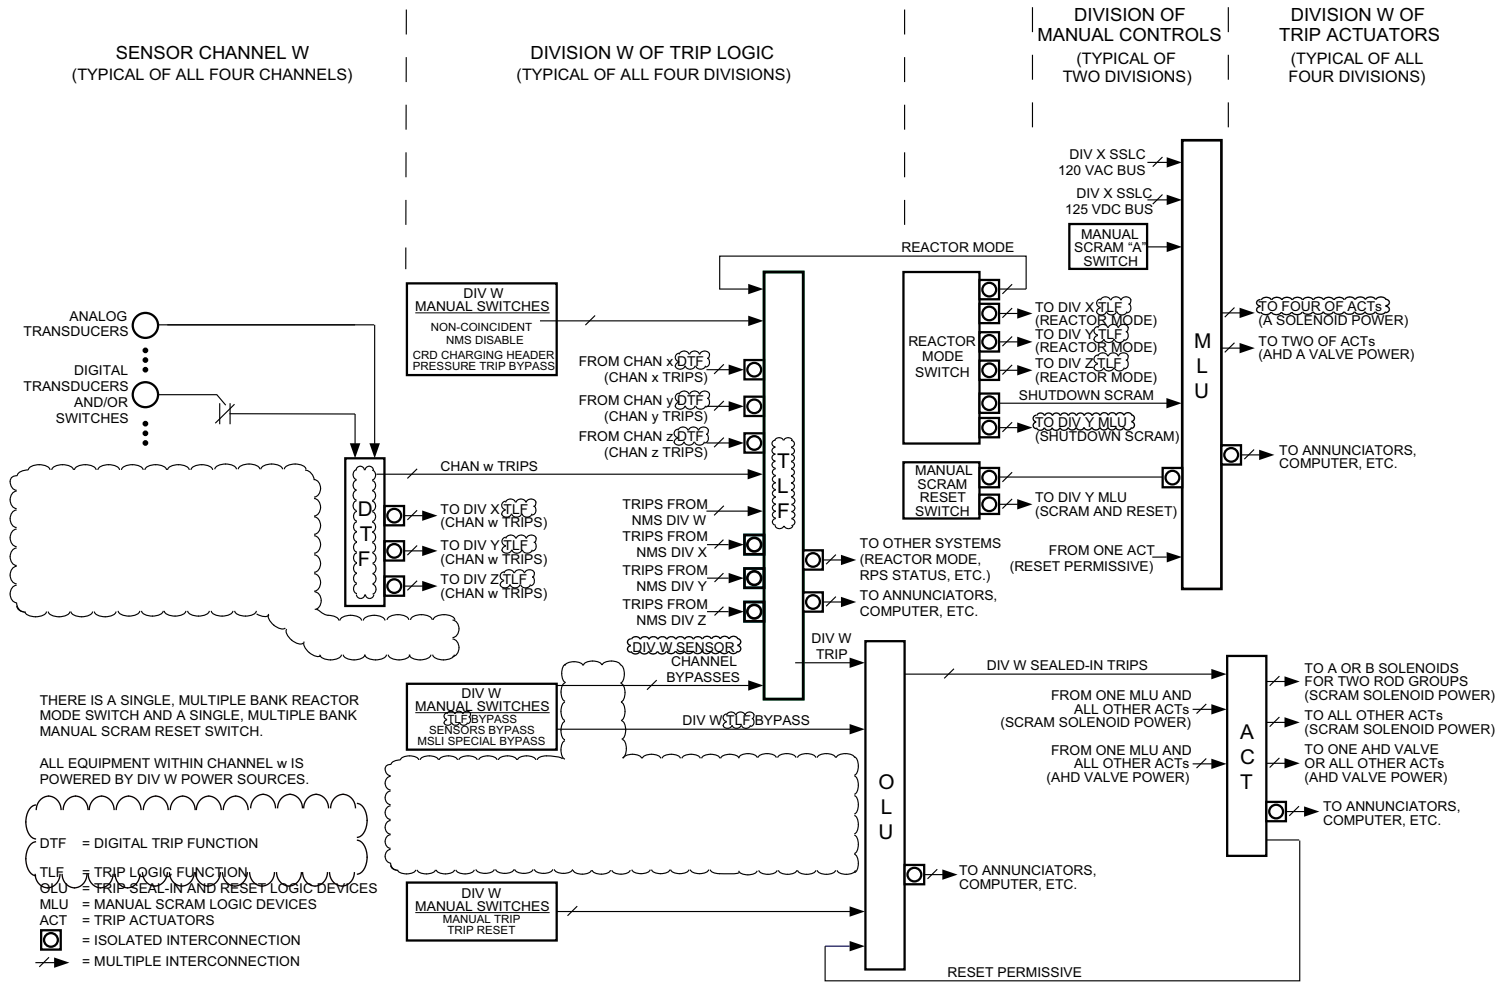 SENSOR CHANNEL W
(TYPICAL OF ALL FOUR CHANNELS)
DIVISION W OF TRIP LOGIC
(TYPICAL OF ALL FOUR DIVISIONS)
DIVISION OF
MANUAL CONTROLS
(TYPICAL OF
TWO DIVISIONS)
DIVISION W OF
TRIP ACTUATORS
(TYPICAL OF ALL
FOUR DIVISIONS)
ANALOG
TRANSDUCERS
DIGITAL
TRANSDUCERS
AND/OR
SWITCHES
DTF
CHAN w TRIPS
TO DIV X TLF
(CHAN w TRIPS)
TO DIV Y TLF
(CHAN w TRIPS)
TO DIV Z TLF
(CHAN w TRIPS)
DIV W
MANUAL SWITCHES
NON-COINCIDENT
NMS DISABLE
CRD CHARGING HEADER
PRESSURE TRIP BYPASS
FROM CHAN x DTF
(CHAN x TRIPS)
FROM CHAN y DTF
(CHAN y TRIPS)
FROM CHAN z DTF
(CHAN z TRIPS)
TRIPS FROM
NMS DIV W
TRIPS FROM
NMS DIV X
TRIPS FROM
NMS DIV Y
TRIPS FROM
NMS DIV Z
DIV W SENSOR
CHANNEL
BYPASSES
TLF
REACTOR MODE
TO OTHER SYSTEMS
(REACTOR MODE,
RPS STATUS, ETC.)
TO ANNUNCIATORS,
COMPUTER, ETC.
DIV W
TRIP
DIV W
MANUAL SWITCHES
TLF BYPASS
SENSORS BYPASS
MSLI SPECIAL BYPASS
DIV W TLF BYPASS
DIV W
MANUAL SWITCHES
MANUAL TRIP
TRIP RESET
REACTOR
MODE
SWITCH
TO DIV X TLF
(REACTOR MODE)
TO DIV Y TLF
(REACTOR MODE)
TO DIV Z TLF
(REACTOR MODE)
SHUTDOWN SCRAM
TO DIV Y MLU
(SHUTDOWN SCRAM)
MANUAL
SCRAM
RESET
SWITCH
TO DIV Y MLU
(SCRAM AND RESET)
FROM ONE ACT
(RESET PERMISSIVE)
DIV X SSLC
120 VAC BUS
DIV X SSLC
125 VDC BUS
MANUAL
SCRAM “A”
SWITCH
MLU
TO FOUR OF ACTs
(A SOLENOID POWER)
TO TWO OF ACTs
(AHD A VALVE POWER)
TO ANNUNCIATORS,
COMPUTER, ETC.
OLU
DIV W SEALED-IN TRIPS
FROM ONE MLU AND
ALL OTHER ACTs
(SCRAM SOLENOID POWER)
FROM ONE MLU AND
ALL OTHER ACTs
(AHD VALVE POWER)
TO ANNUNCIATORS,
COMPUTER, ETC.
RESET PERMISSIVE
ACT
TO A OR B SOLENOIDS
FOR TWO ROD GROUPS
(SCRAM SOLENOID POWER)
TO ALL OTHER ACTs
(SCRAM SOLENOID POWER)
TO ONE AHD VALVE
OR ALL OTHER ACTs
(AHD VALVE POWER)
TO ANNUNCIATORS,
COMPUTER, ETC.
THERE IS A SINGLE, MULTIPLE BANK REACTOR
MODE SWITCH AND A SINGLE, MULTIPLE BANK
MANUAL SCRAM RESET SWITCH.
ALL EQUIPMENT WITHIN CHANNEL w IS
POWERED BY DIV W POWER SOURCES.
DTF = DIGITAL TRIP FUNCTION
TLF = TRIP LOGIC FUNCTION
OLU = TRIP SEAL-IN AND RESET LOGIC DEVICES
MLU = MANUAL SCRAM LOGIC DEVICES
ACT = TRIP ACTUATORS
= ISOLATED INTERCONNECTION
= MULTIPLE INTERCONNECTION